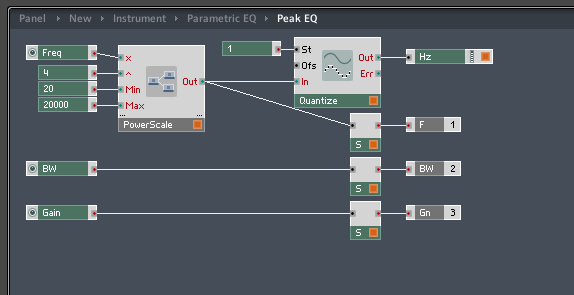 Panel › New › Instrument › Parametric EQ › Peak EQ
Freq
4
20
20000
x
^
Min
Max
Out
PowerScale
1
St
Ofs
In
Out
Err
Quantize
Hz
S
F 1
BW
S
BW 2
Gain
S
Gn 3